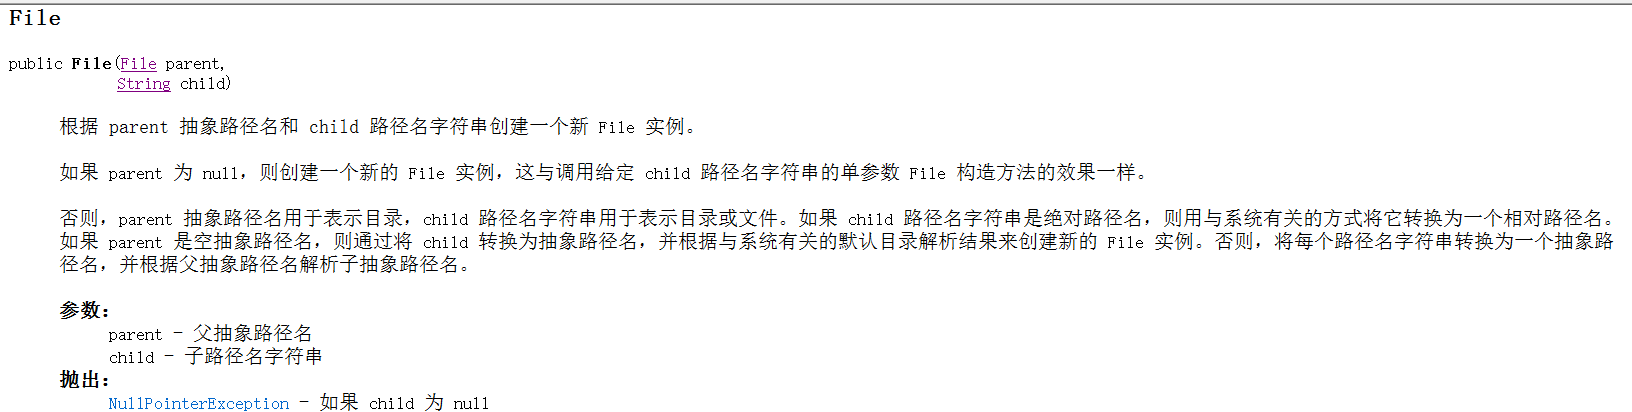 File
public File(File parent,
String child)
根据 parent 抽象路径名和 child 路径名字符串创建一个新 File 实例。
如果 parent 为 null，则创建一个新的 File 实例，这与调用给定 child 路径名字符串的单参数 File 构造方法的效果一样。
否则，parent 抽象路径名用于表示目录，child 路径名字符串用于表示目录或文件。如果 child 路径名字符串是绝对路径名，则用与系统有关的方式将它转换为一个相对路径名。
如果 parent 是空抽象路径名，则通过将 child 转换为抽象路径名，并根据与系统有关的默认目录解析结果来创建新的 File 实例。否则，将每个路径名字符串转换为一个抽象路
径名，并根据父抽象路径名解析子抽象路径名。
参数：
parent - 父抽象路径名
child - 子路径名字符串
抛出：
NullPointerException - 如果 child 为 null